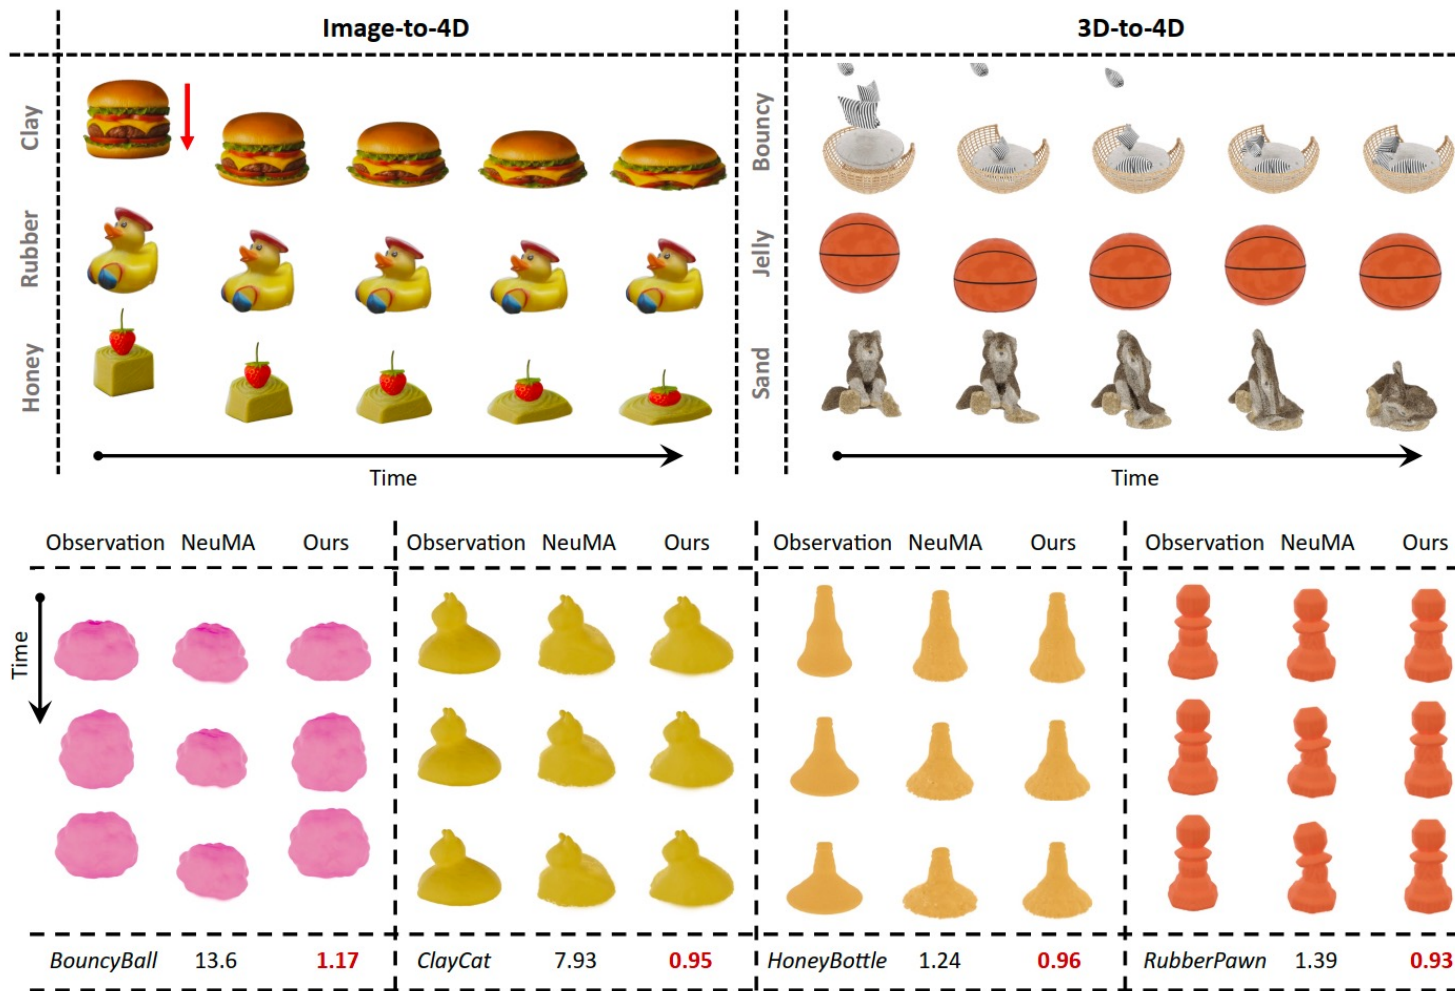 Image-to-4D
3D-to-4D
Clay
Rubber
Honey
Bouncy
Jelly
Sand
Time
Time
Observation NeuMA Ours
Observation NeuMA Ours
Observation NeuMA Ours
Observation NeuMA Ours
Time
BouncyBall 13.6 1.17
ClayCat 7.93 0.95
HoneyBottle 1.24 0.96
RubberPawn 1.39 0.93